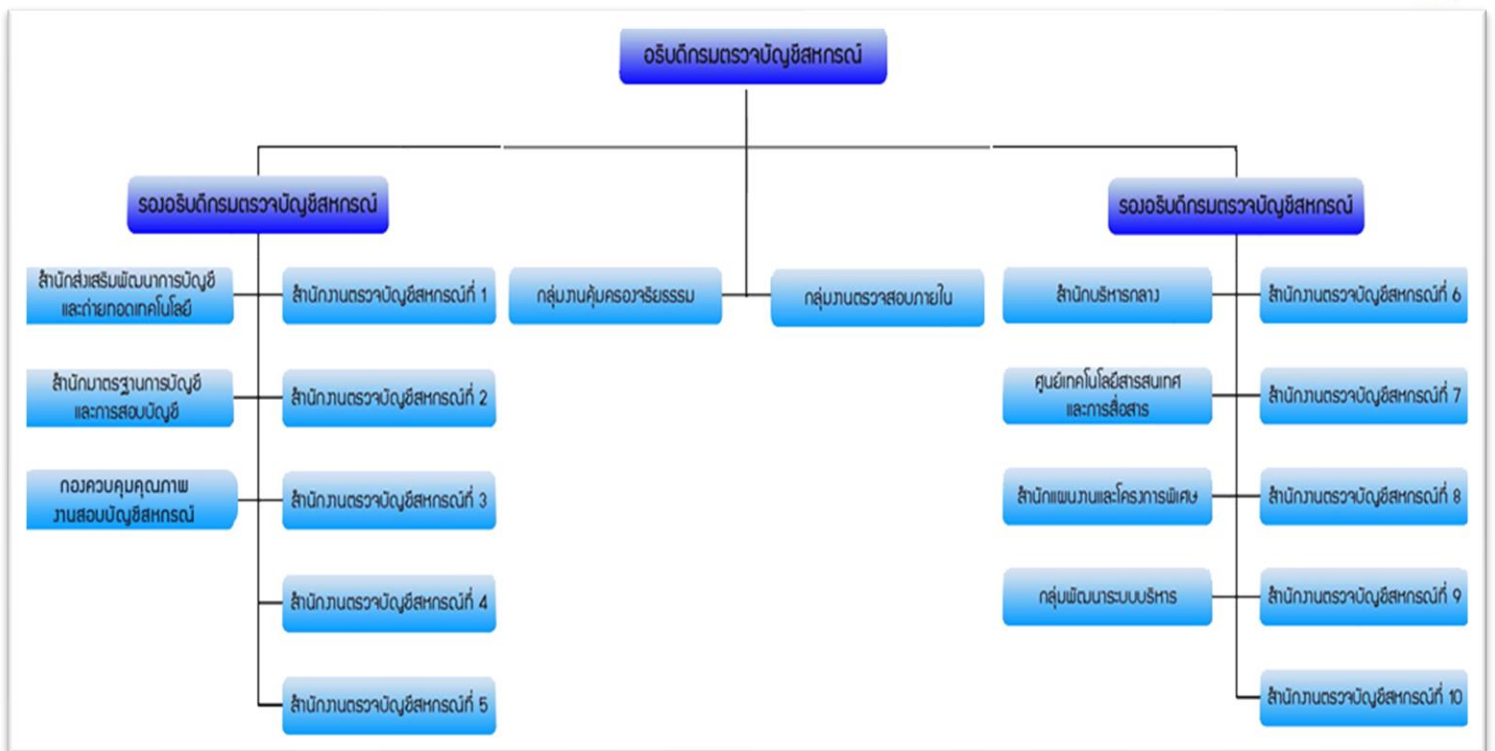 อธิบดีกรมตรวจบัญชีสหกรณ์
รองอธิบดีกรมตรวจบัญชีสหกรณ์
รองอธิบดีกรมตรวจบัญชีสหกรณ์
สำนักส่งเสริมพัฒนาการบัญชี
และถ่ายทอดเทคโนโลยี
สำนักงานตรวจบัญชีสหกรณ์ที่ 1
กลุ่มงานคุ้มครองจริยธรรม
กลุ่มงานตรวจสอบภายใน
สำนักบริหารกลาง
สำนักงานตรวจบัญชีสหกรณ์ที่ 6
สำนักมาตรฐานการบัญชี
และการสอบบัญชี
สำนักงานตรวจบัญชีสหกรณ์ที่ 2
ศูนย์เทคโนโลยีสารสนเทศ
และการสื่อสาร
สำนักงานตรวจบัญชีสหกรณ์ที่ 7
กองควบคุมคุณภาพ
งานสอบบัญชีสหกรณ์
สำนักงานตรวจบัญชีสหกรณ์ที่ 3
สำนักแผนงานและโครงการพิเศษ
สำนักงานตรวจบัญชีสหกรณ์ที่ 8
สำนักงานตรวจบัญชีสหกรณ์ที่ 4
กลุ่มพัฒนาระบบบริหาร
สำนักงานตรวจบัญชีสหกรณ์ที่ 9
สำนักงานตรวจบัญชีสหกรณ์ที่ 5
สำนักงานตรวจบัญชีสหกรณ์ที่ 10